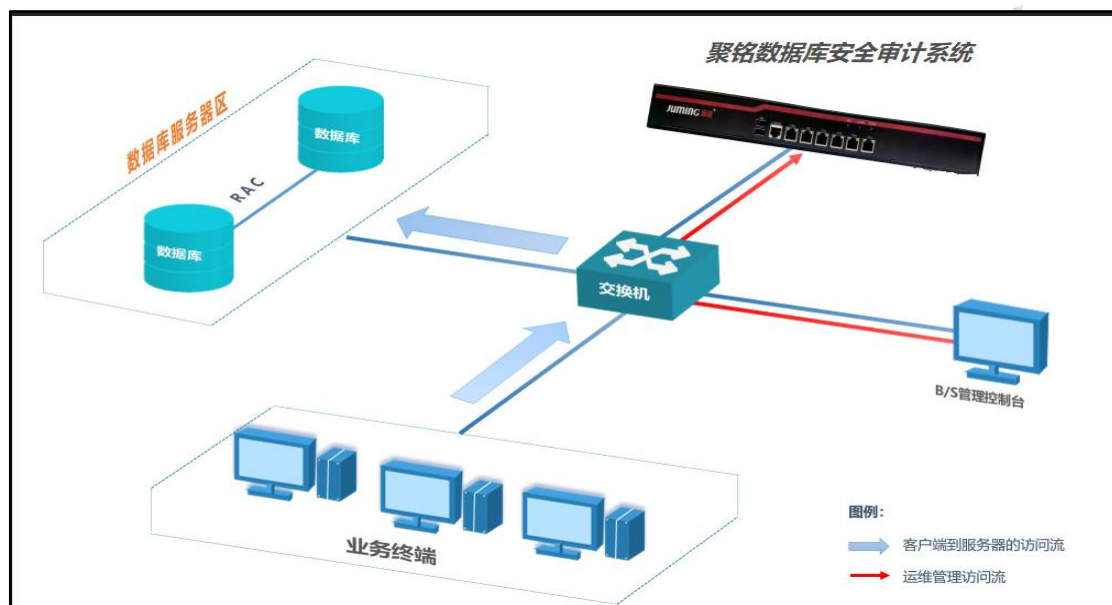 聚铭数据库安全审计系统
JUMING 聚铭
数据库服务器区
数据库
RAC
数据库
交换机
B/S管理控制台
业务终端
图例：
客户端到服务器的访问流
运维管理访问流